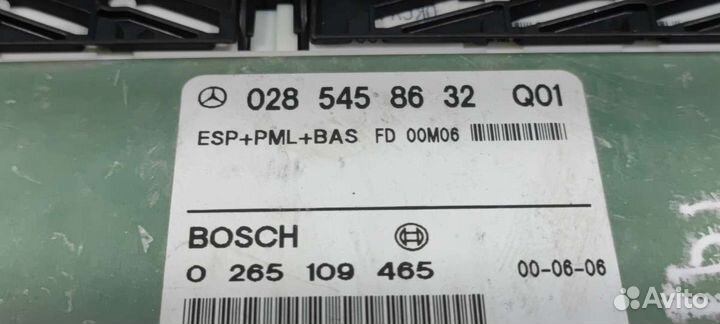 028 545 86 32 Q01
ESP+PML+BAS FD 00M06
BOSCH
0 265 109 465 00-06-06
Avito